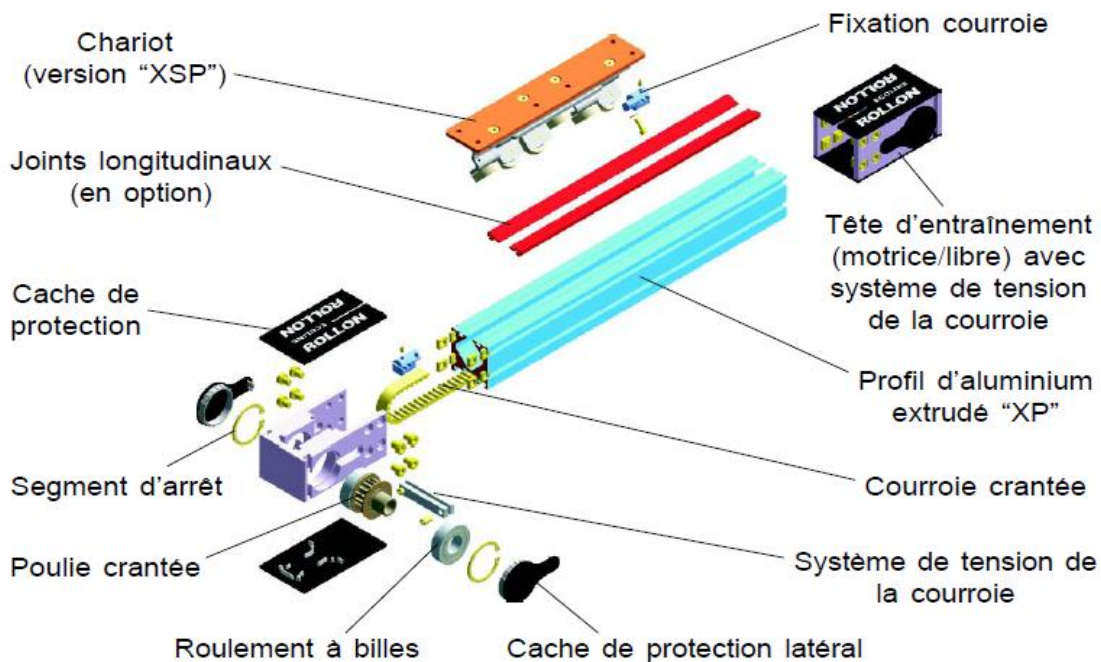 Chariot
(version “XSP”)
Fixation courroie
Joints longitudinaux
(en option)
ROLLON
ROLLON
Tête d’entraînement
(motrice/libre) avec
système de tension
de la courroie
Cache de
protection
ROLLON
ROLLON
Profil d’aluminium
extrudé “XP”
Segment d’arrêt
Courroie crantée
Poulie crantée
Système de tension de
la courroie
Roulement à billes
Cache de protection latéral